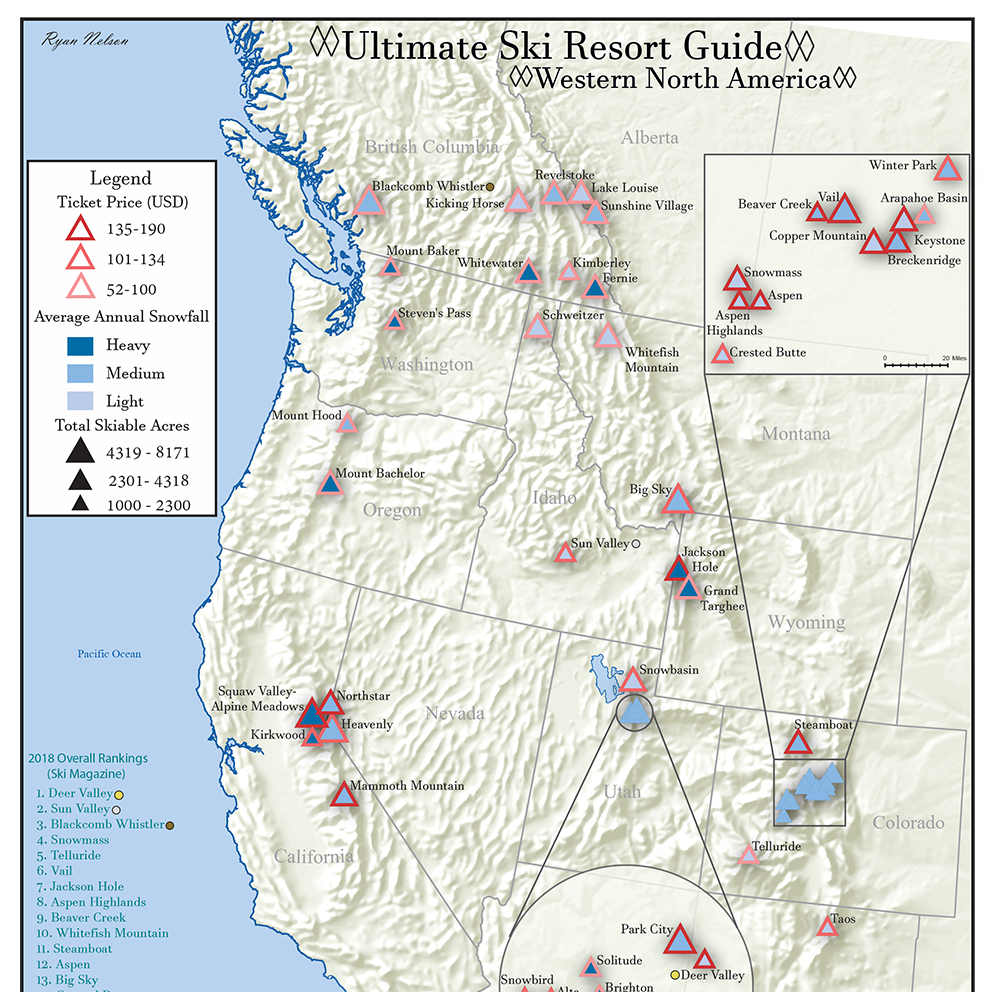 Ryan Nelson
◊◊Ultimate Ski Resort Guide◊◊
◊◊Western North America◊◊
Legend
Ticket Price (USD)
135-190
101-134
52-100
Average Annual Snowfall
Heavy
Medium
Light
Total Skiable Acres
4319 - 8171
2301- 4318
1000 - 2300
British Columbia
Alberta
Blackcomb Whistler
Revelstoke
Kicking Horse
Lake Louise
Sunshine Village
Mount Baker
Whitewater
Kimberley
Fernie
Steven's Pass
Schweitzer
Whitefish
Mountain
Washington
Mount Hood
Mount Bachelor
Oregon
Idaho
Montana
Big Sky
Sun Valley
Jackson
Hole
Grand
Targhee
Wyoming
Winter Park
Vail
Beaver Creek
Arapahoe Basin
Copper Mountain
Keystone
Breckenridge
Snowmass
Aspen
Aspen
Highlands
Crested Butte
0 20 Miles
Pacific Ocean
Snowbasin
Squaw Valley-
Alpine Meadows
Northstar
Heavenly
Kirkwood
Nevada
Mammoth Mountain
Utah
California
Steamboat
Colorado
Telluride
Taos
Park City
Solitude
Deer Valley
Snowbird
Alta
Brighton
2018 Overall Rankings
(Ski Magazine)
1. Deer Valley
2. Sun Valley
3. Blackcomb Whistler
4. Snowmass
5. Telluride
6. Vail
7. Jackson Hole
8. Aspen Highlands
9. Beaver Creek
10. Whitefish Mountain
11. Steamboat
12. Aspen
13. Big Sky